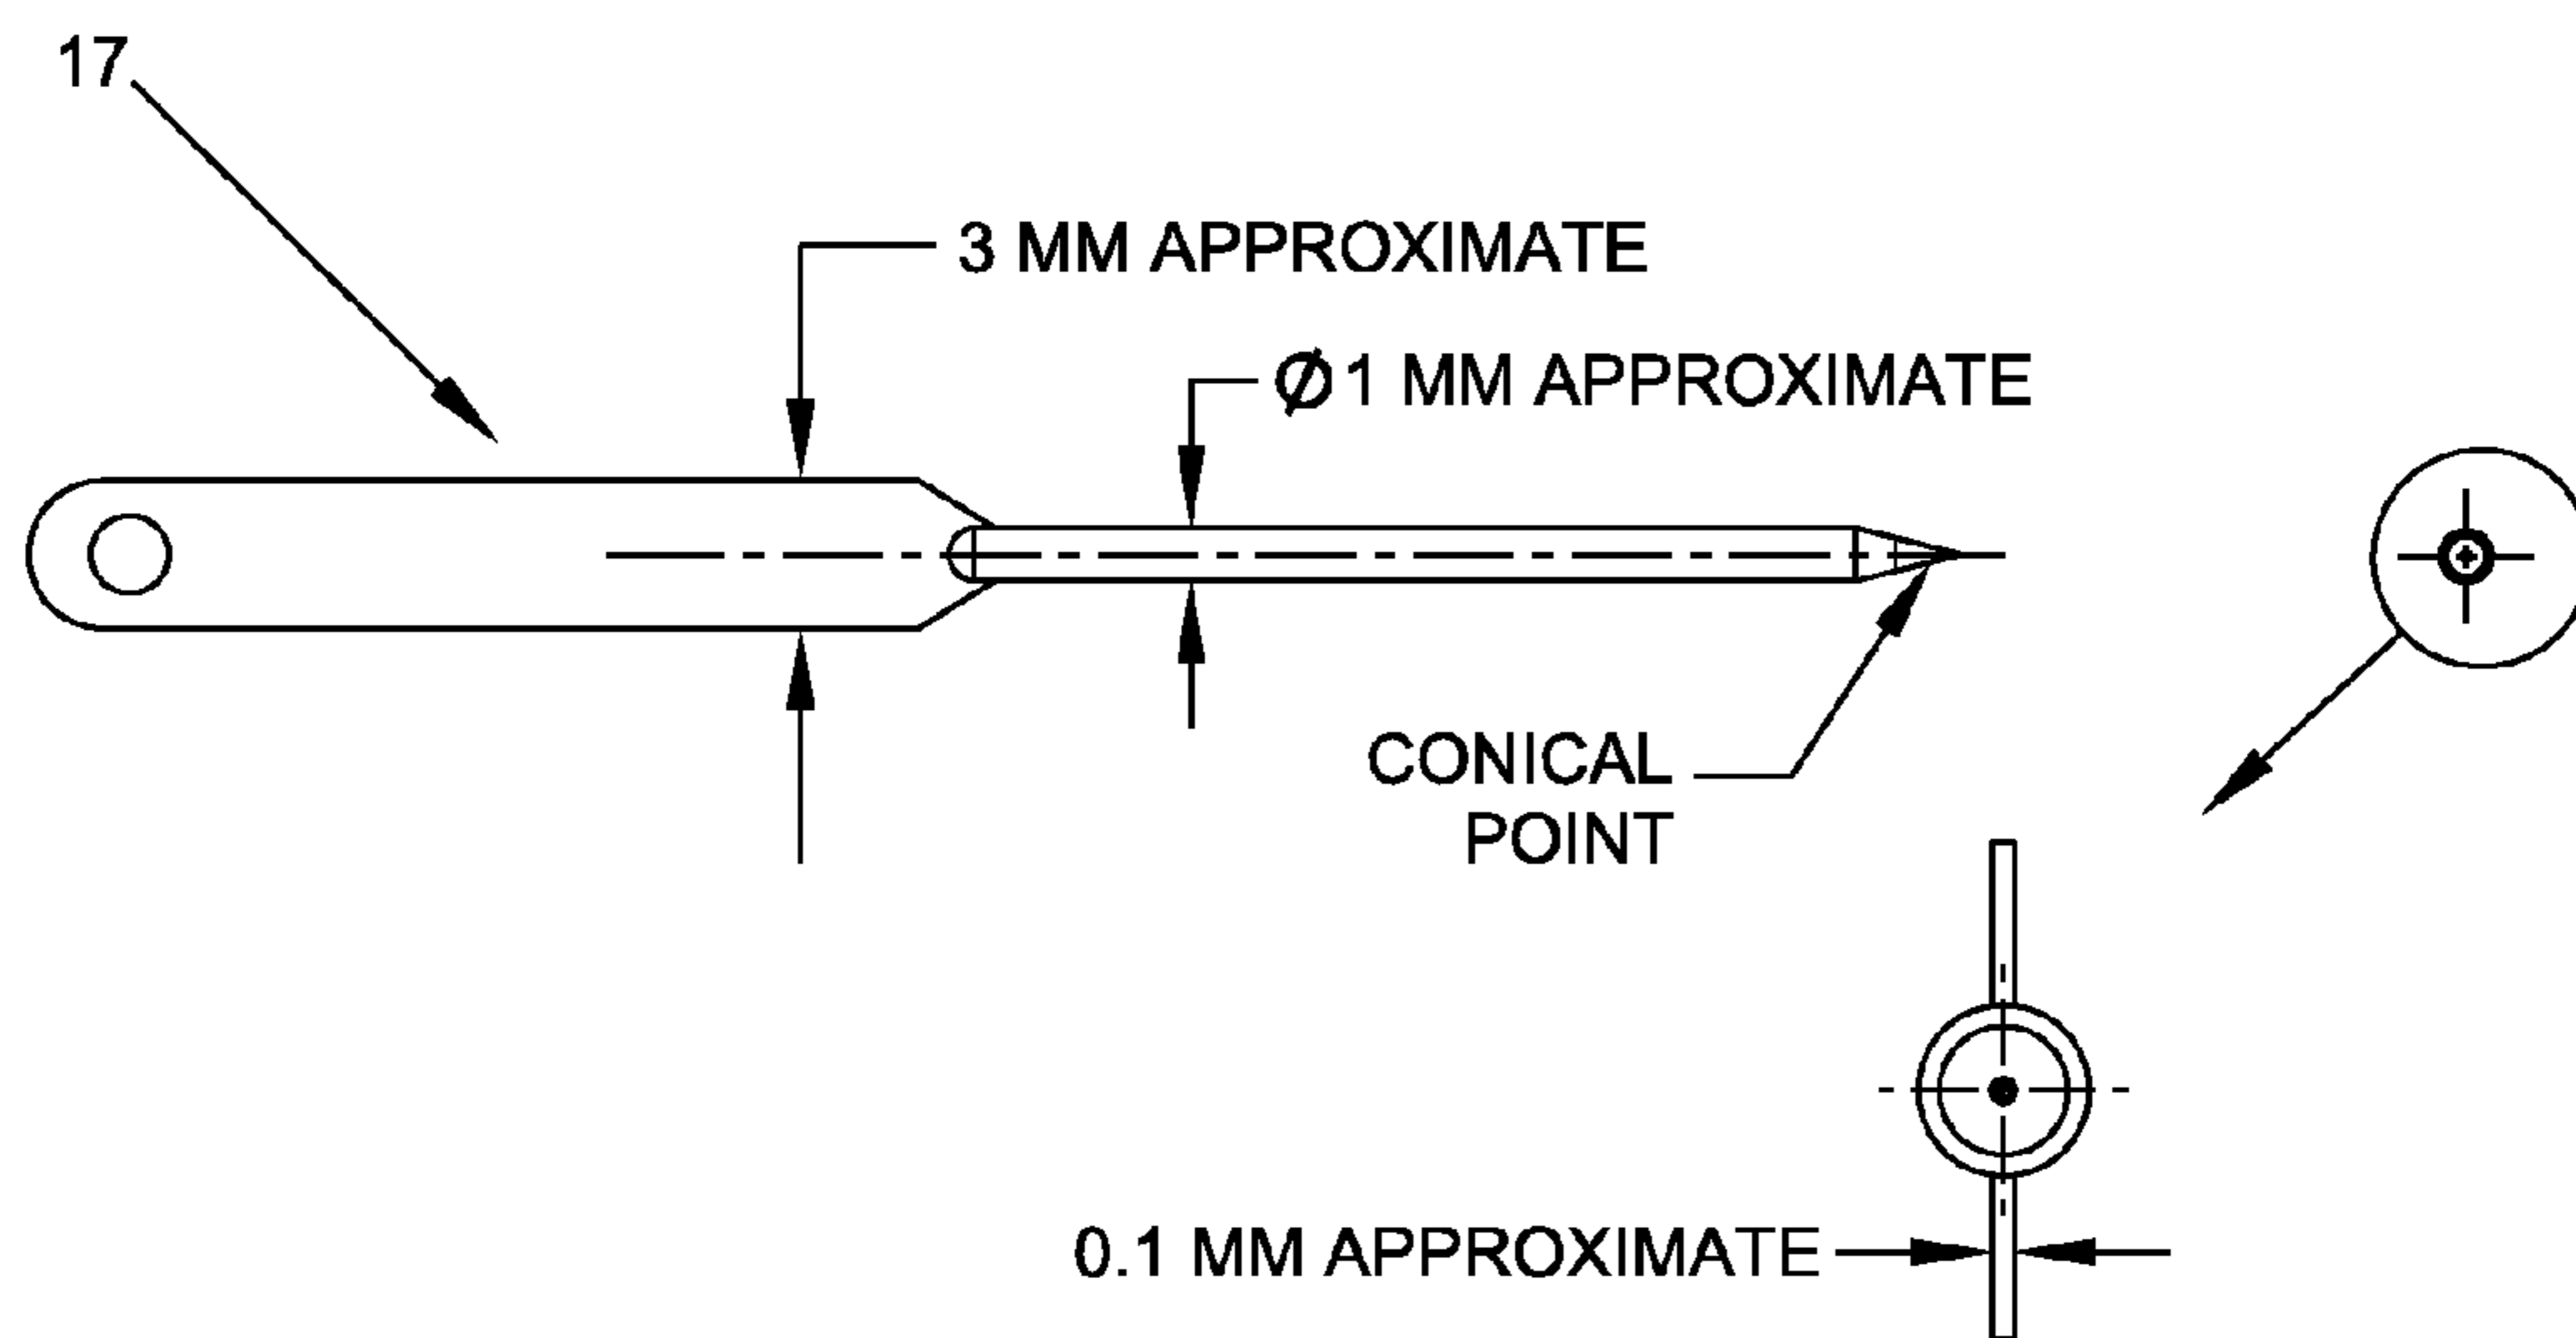 17
3 MM APPROXIMATE
Ø1 MM APPROXIMATE
CONICAL
POINT
0.1 MM APPROXIMATE